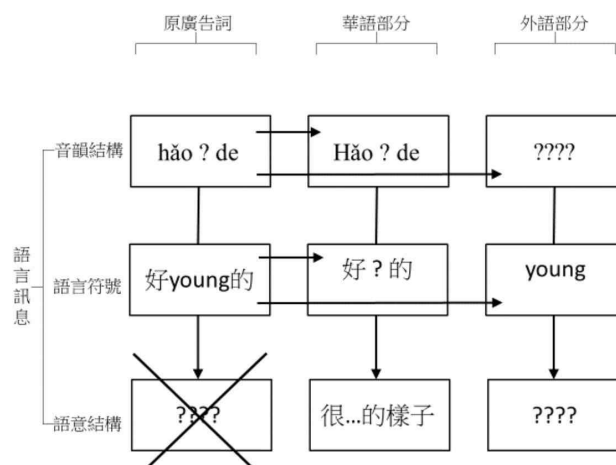 原廣告詞 華語部分 外語部分
音韻結構 hǎo ? de Hǎo ? de ????
語言訊息
語言符號 好young的 好 ? 的 young
語意結構 ???? 很...的樣子 ????